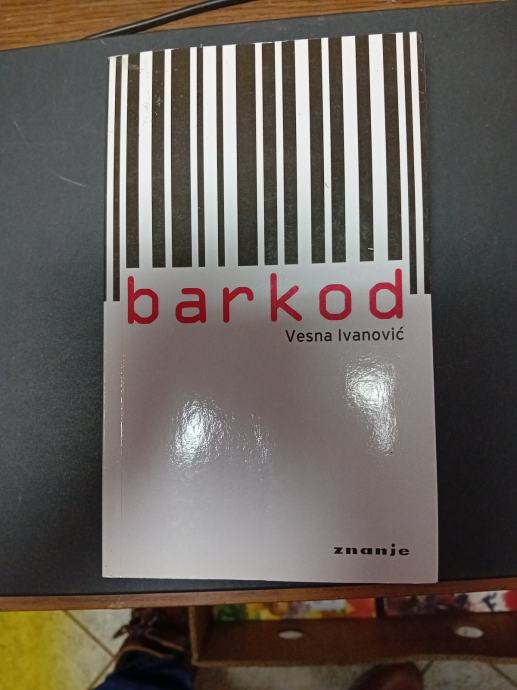 barkod
Vesna Ivanović
znanje